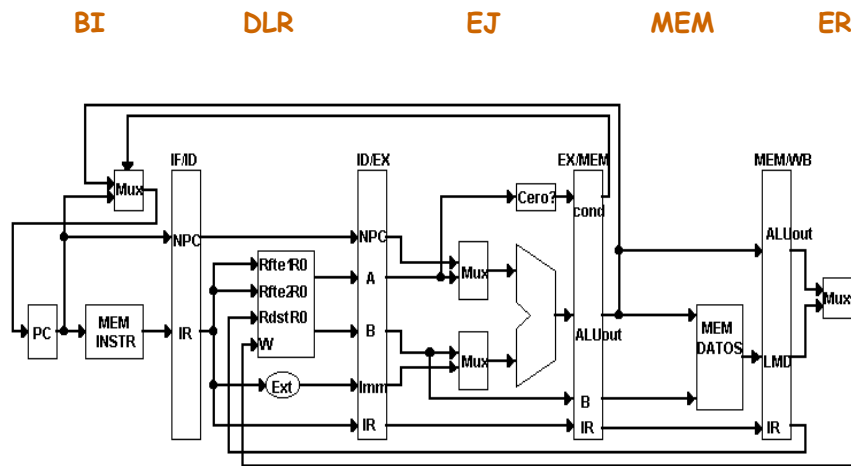 BI DLR EJ MEM ER
IF/ID ID/EX EX/MEM MEM/WB
Mux Cero? cond
NPC NPC ALUout
Rfte1R0 Mux
A
Rfte2R0 Mux
RdstR0
PC MEM INSTR IR B ALUout MEM DATOS
W
Mux LMD
Ext Imm
B
IR IR IR